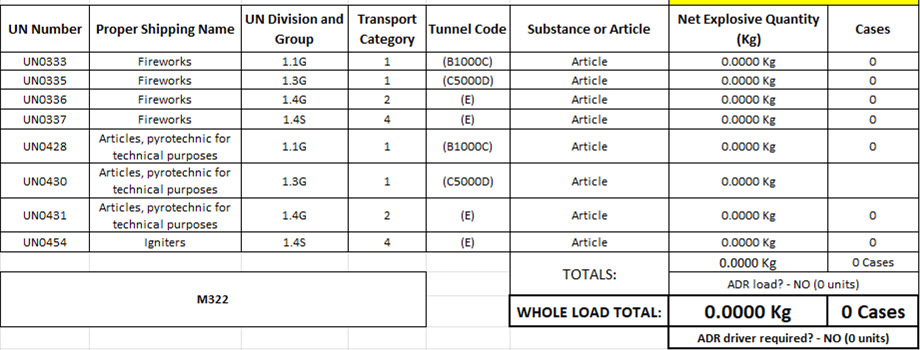 UN Number Proper Shipping Name UN Division and Group Transport Category Tunnel Code Substance or Article Net Explosive Quantity (Kg) Cases
UN0333 Fireworks 1.1G 1 (B1000C) Article 0.0000 Kg 0
UN0335 Fireworks 1.3G 1 (C5000D) Article 0.0000 Kg 0
UN0336 Fireworks 1.4G 2 (E) Article 0.0000 Kg 0
UN0337 Fireworks 1.4S 4 (E) Article 0.0000 Kg 0
UN0428 Articles, pyrotechnic for technical purposes 1.1G 1 (B1000C) Article 0.0000 Kg 0
UN0430 Articles, pyrotechnic for technical purposes 1.3G 1 (C5000D) Article 0.0000 Kg
UN0431 Articles, pyrotechnic for technical purposes 1.4G 2 (E) Article 0.0000 Kg 0
UN0454 Igniters 1.4S 4 (E) Article 0.0000 Kg 0
TOTALS: 0.0000 Kg 0 Cases
ADR load? - NO (0 units)
M322
WHOLE LOAD TOTAL: 0.0000 Kg 0 Cases
ADR driver required? - NO (0 units)